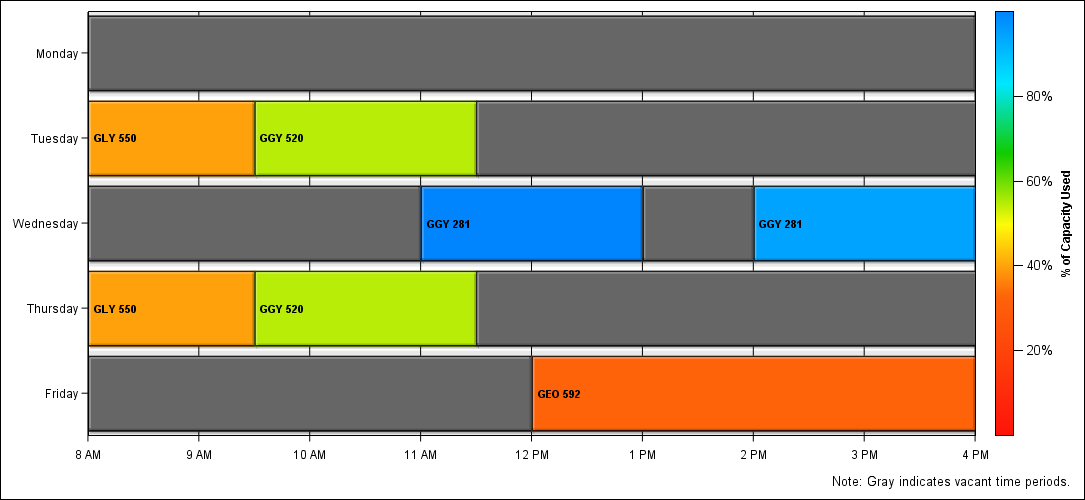 Monday
Tuesday
GLY 550
GGY 520
Wednesday
GGY 281
GGY 281
Thursday
GLY 550
GGY 520
Friday
GEO 592
8 AM
9 AM
10 AM
11 AM
12 PM
1 PM
2 PM
3 PM
4 PM
80%
60%
40%
20%
% of Capacity Used
Note: Gray indicates vacant time periods.